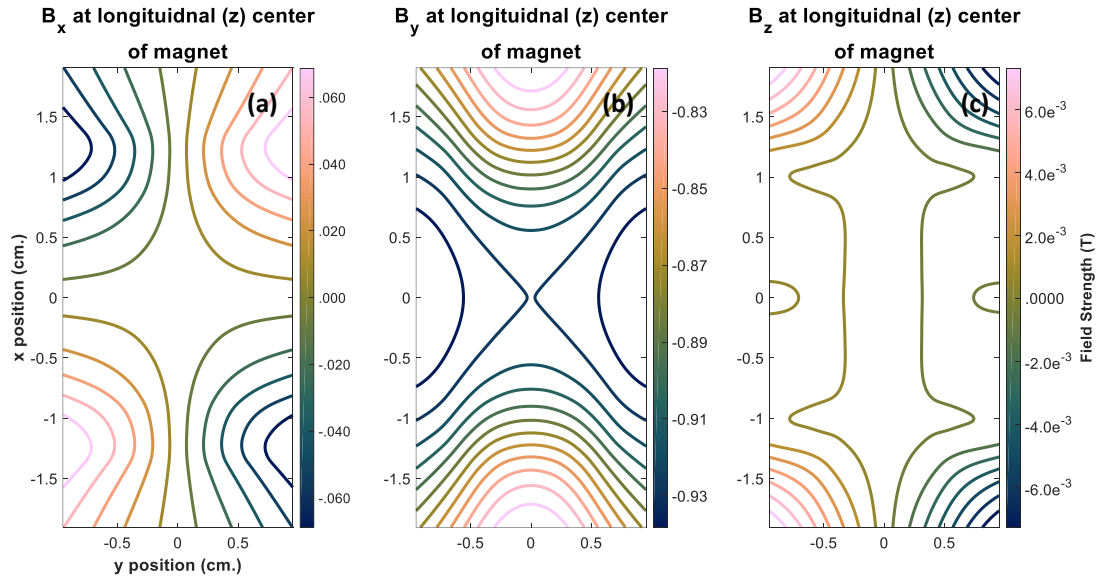 B_x at longituidnal (z) center
of magnet
(a)
1.5
1
0.5
0
-0.5
-1
-1.5
-0.5
0
0.5
x position (cm.)
y position (cm.)
.060
.040
.020
.000
-.020
-.040
-.060
B_y at longituidnal (z) center
of magnet
(b)
1.5
1
0.5
0
-0.5
-1
-1.5
-0.5
0
0.5
-0.83
-0.85
-0.87
-0.89
-0.91
-0.93
B_z at longituidnal (z) center
of magnet
(c)
1.5
1
0.5
0
-0.5
-1
-1.5
-0.5
0
0.5
6.0e^-3
4.0e^-3
2.0e^-3
.0000
-2.0e^-3
-4.0e^-3
-6.0e^-3
Field Strength (T)